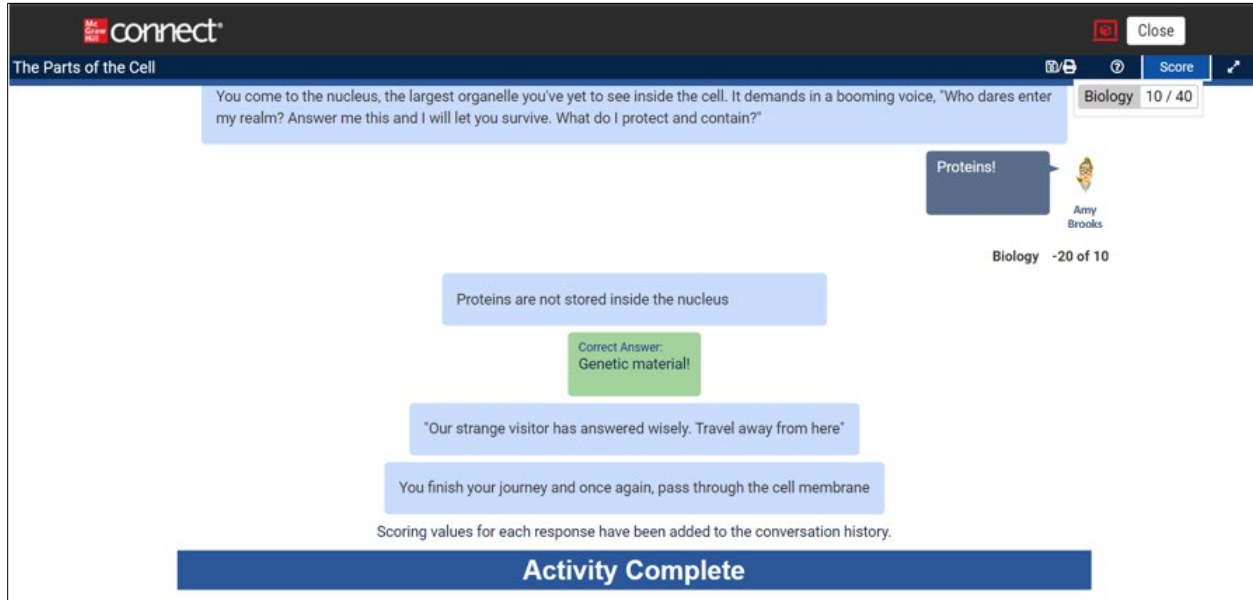 Mc
Graw
Hill
connect
Close
The Parts of the Cell
Score
You come to the nucleus, the largest organelle you've yet to see inside the cell. It demands in a booming voice, "Who dares enter
my realm? Answer me this and I will let you survive. What do I protect and contain?"
Biology 10 / 40
Proteins!
Amy
Brooks
Biology -20 of 10
Proteins are not stored inside the nucleus
Correct Answer:
Genetic material!
"Our strange visitor has answered wisely. Travel away from here"
You finish your journey and once again, pass through the cell membrane
Scoring values for each response have been added to the conversation history.
Activity Complete